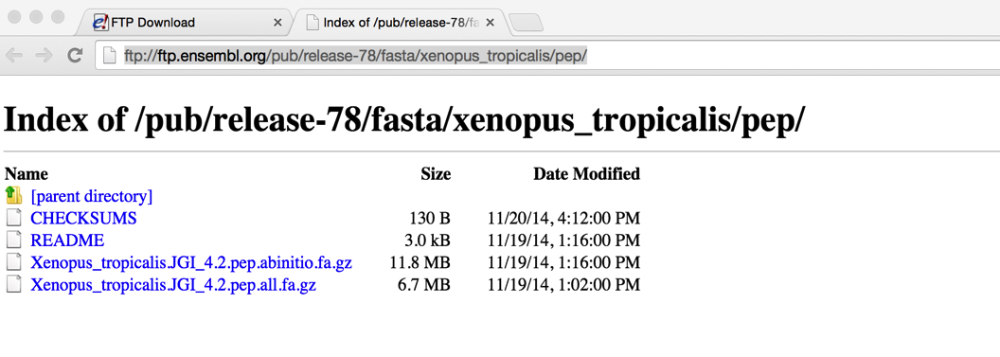 FTP Download
Index of /pub/release-78/fa
ftp://ftp.ensembl.org/pub/release-78/fasta/xenopus_tropicalis/pep/
Index of /pub/release-78/fasta/xenopus_tropicalis/pep/
Name Size Date Modified
[parent directory]
CHECKSUMS 130 B 11/20/14, 4:12:00 PM
README 3.0 kB 11/19/14, 1:16:00 PM
Xenopus_tropicalis.JGI_4.2.pep.abinitio.fa.gz 11.8 MB 11/19/14, 1:16:00 PM
Xenopus_tropicalis.JGI_4.2.pep.all.fa.gz 6.7 MB 11/19/14, 1:02:00 PM